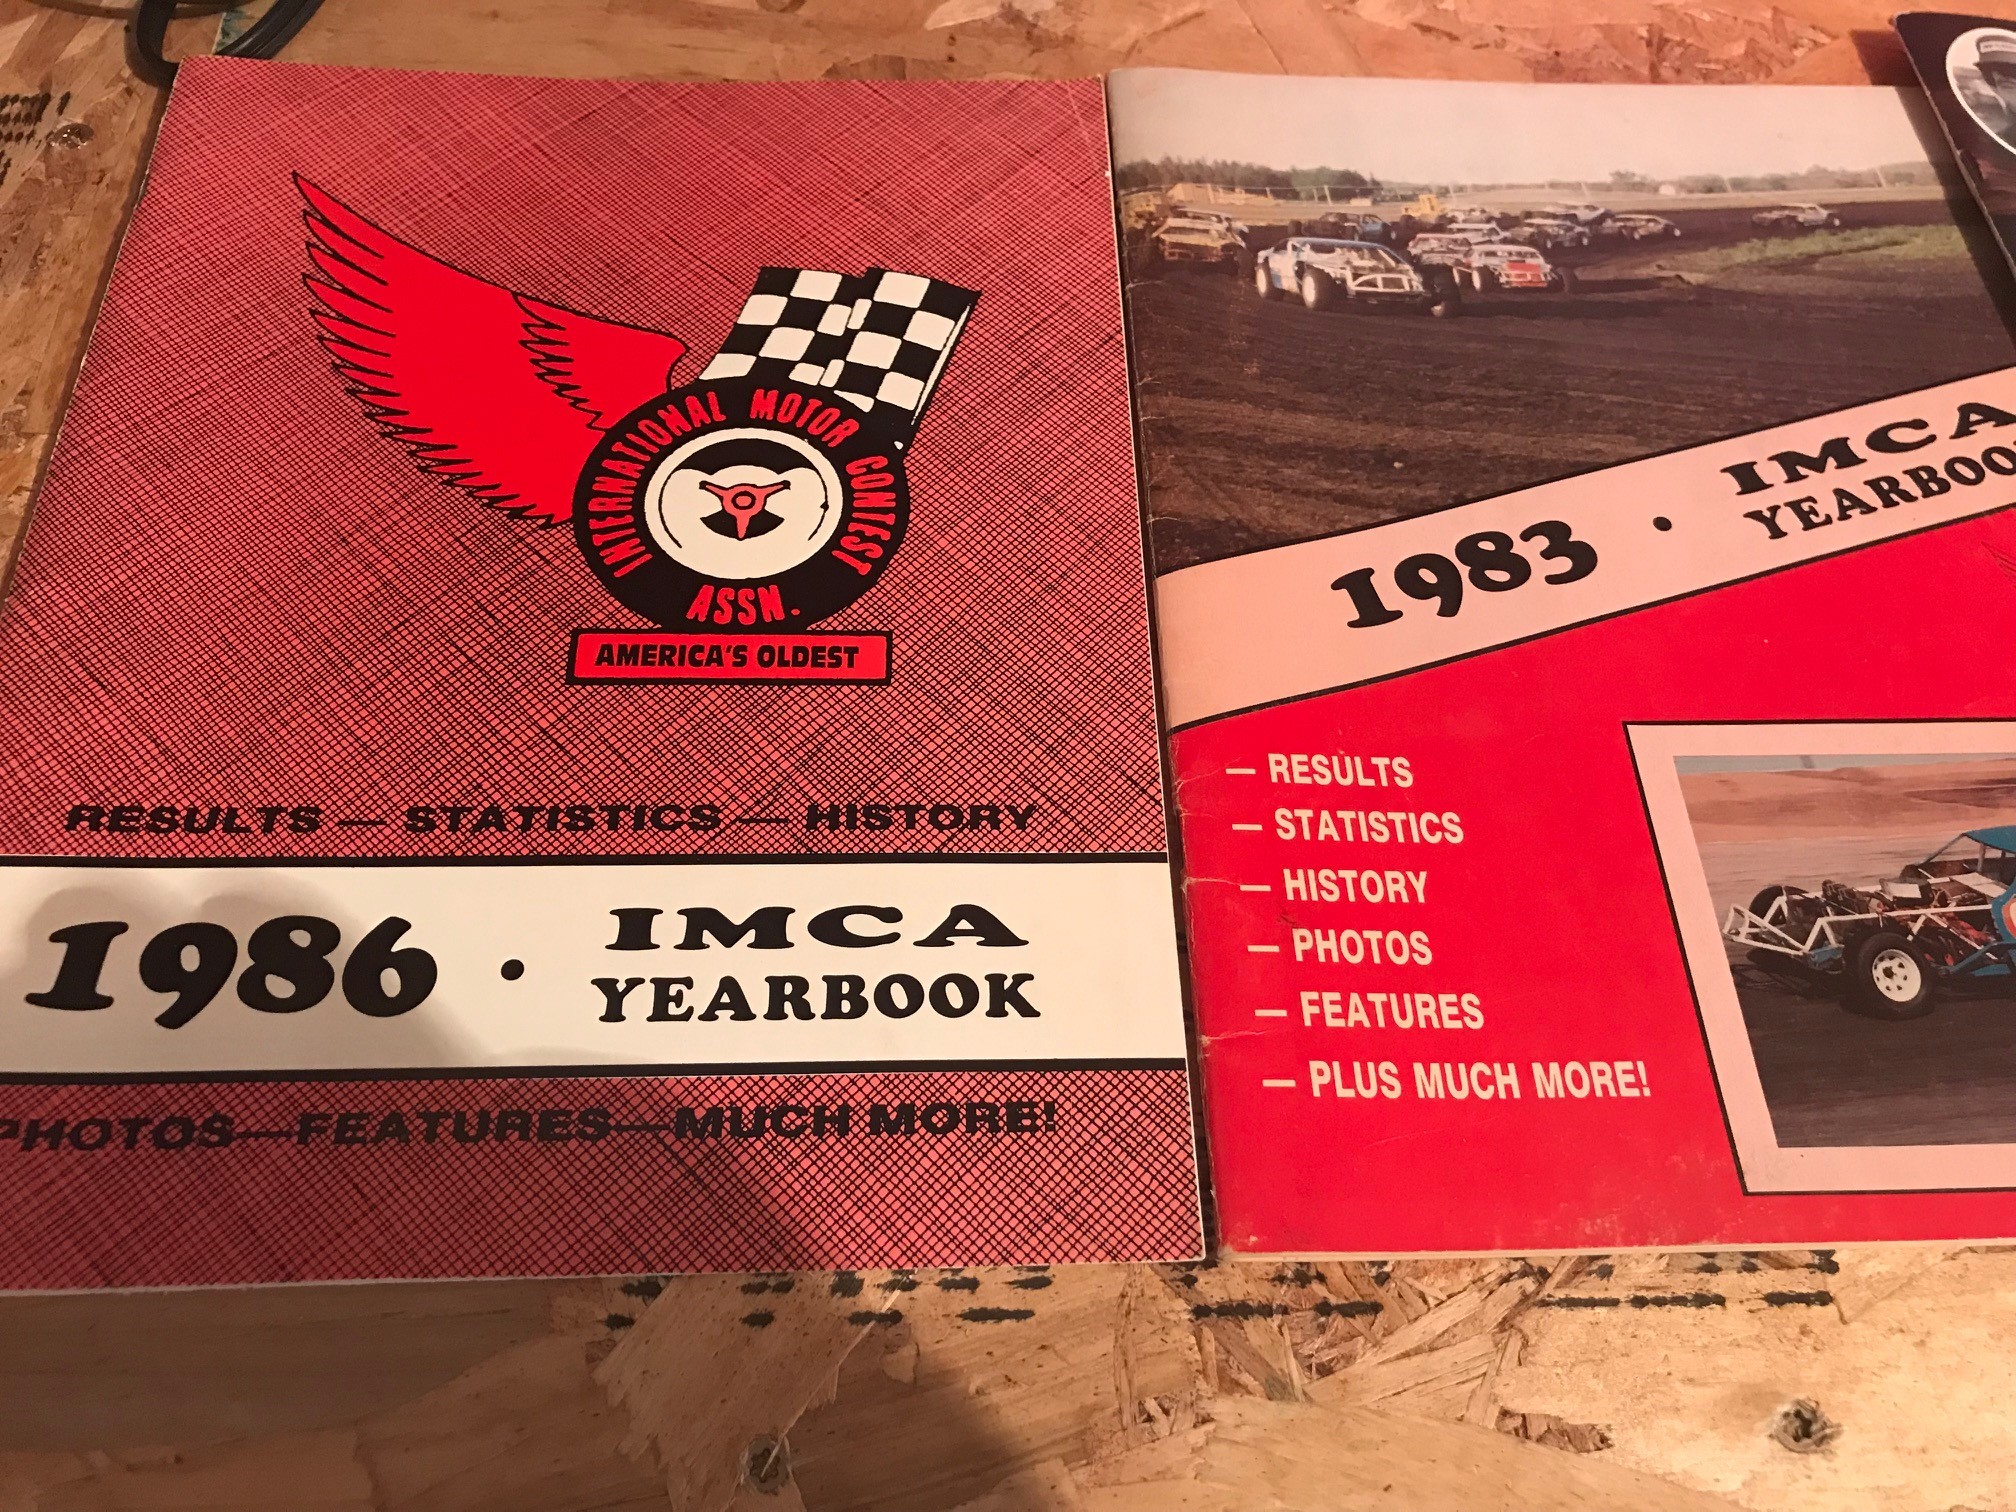 INTERNATIONAL MOTOR CONTEST
ASSN.
AMERICA'S OLDEST
RESULTS — STATISTICS — HISTORY
1986 • IMCA
YEARBOOK
PHOTOS—FEATURES—MUCH MORE!
1983 • IMCA
YEARBOO
— RESULTS
— STATISTICS
— HISTORY
— PHOTOS
— FEATURES
— PLUS MUCH MORE!